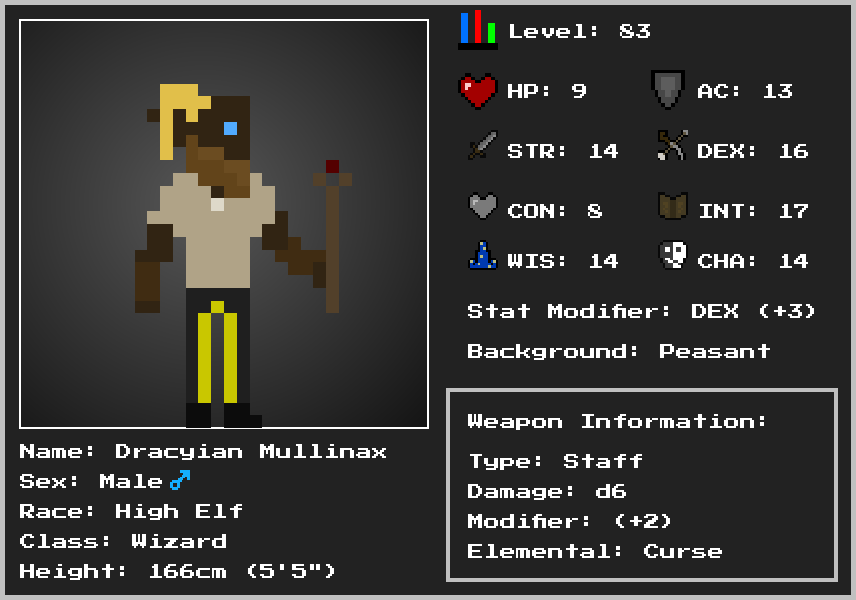 Level: 83
HP: 9 AC: 13
STR: 14 DEX: 16
CON: 8 INT: 17
WIS: 14 CHA: 14
Stat Modifier: DEX (+3)
Background: Peasant
Weapon Information:
Type: Staff
Damage: d6
Modifier: (+2)
Elemental: Curse
Name: Dracyian Mullinax
Sex: Male♂
Race: High Elf
Class: Wizard
Height: 166cm (5'5")